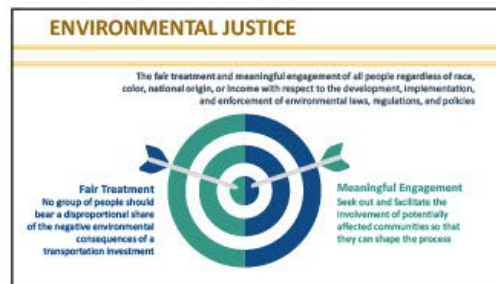 ENVIRONMENTAL JUSTICE
The fair treatment and meaningful engagement of all people regardless of race,
color, national origin, or income with respect to the development, implementation,
and enforcement of environmental laws, regulations, and policies
Fair Treatment
No group of people should
bear a disproportional share
of the negative environmental
consequences of a
transportation investment
Meaningful Engagement
Seek out and facilitate the
involvement of potentially
affected communities so that
they can shape the process